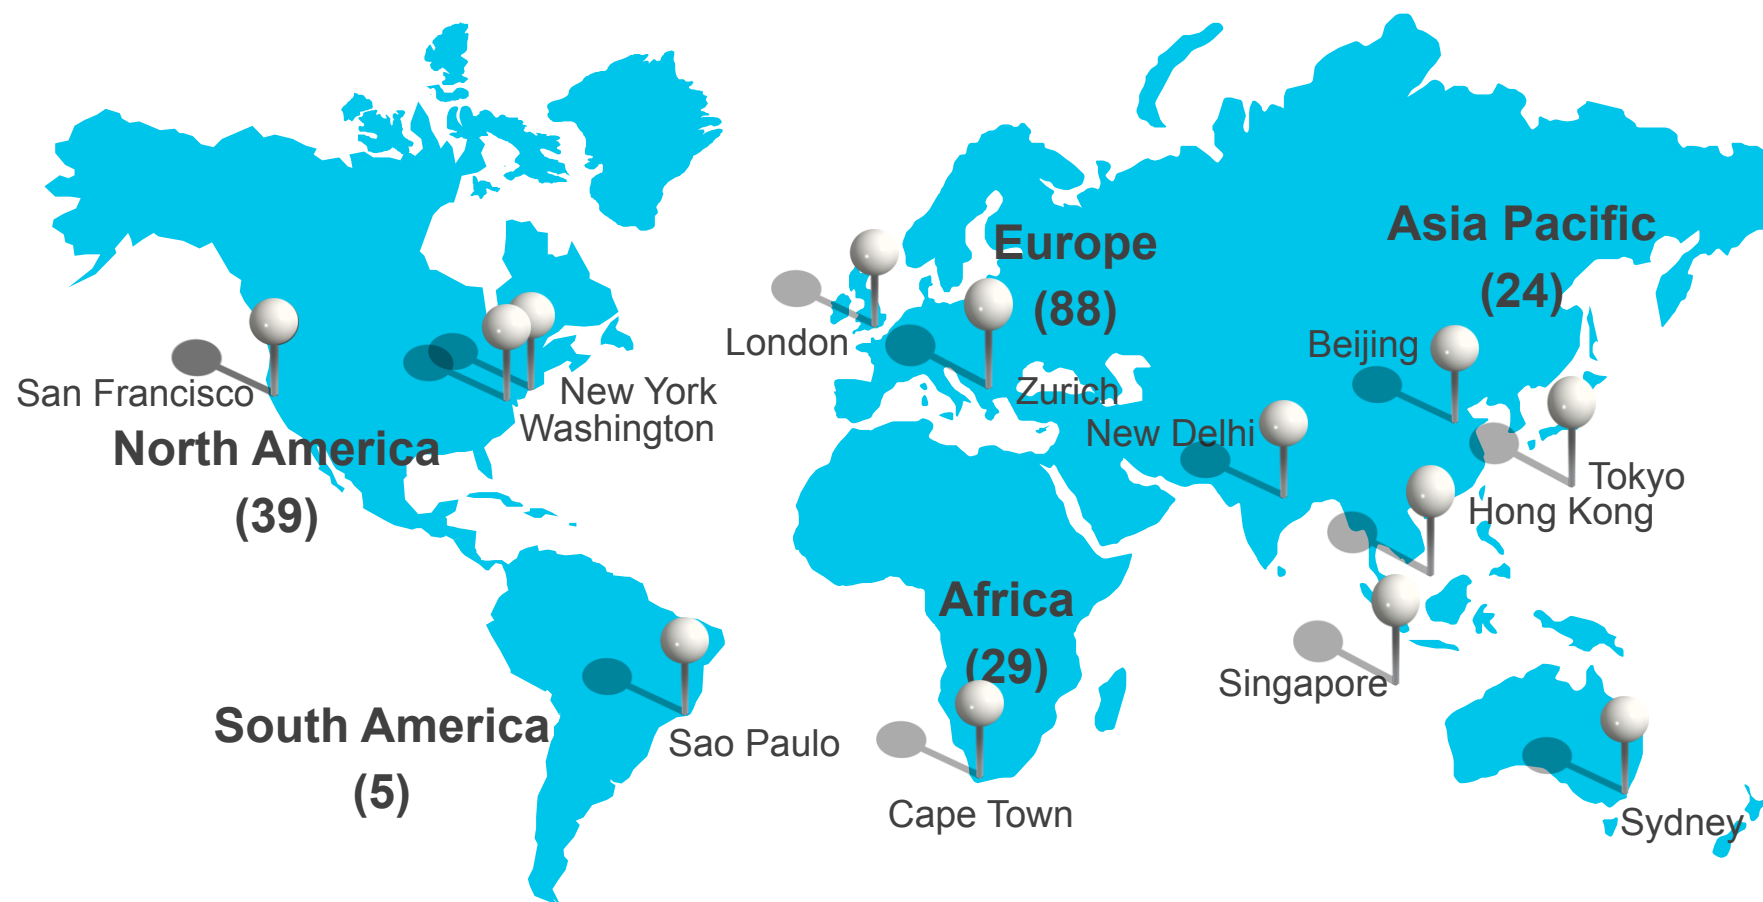 Asia Pacific
(24)
Europe
(88)
London
Beijing
Zurich
San Francisco
New York
Washington
New Delhi
North America
(39)
Tokyo
Hong Kong
Africa
(29)
Singapore
South America
(5)
Sao Paulo
Cape Town
Sydney